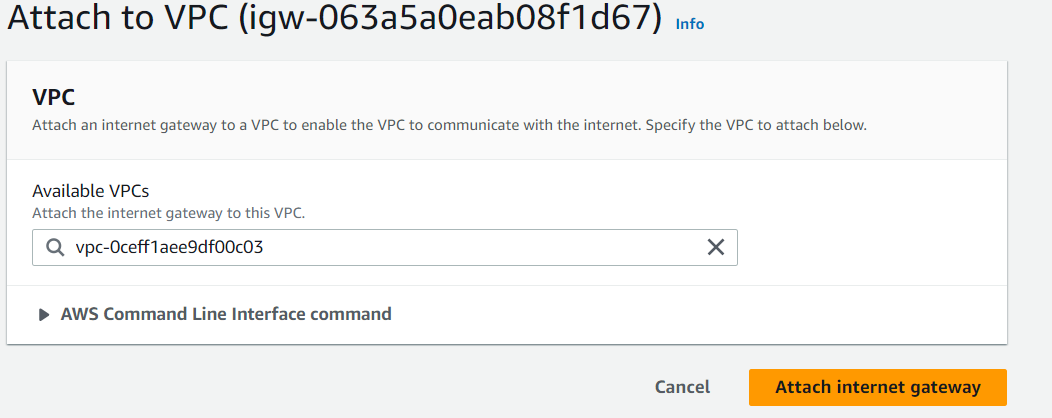 Attach to VPC (igw-063a5a0eab08f1d67) Info
VPC
Attach an internet gateway to a VPC to enable the VPC to communicate with the internet. Specify the VPC to attach below.
Available VPCs
Attach the internet gateway to this VPC.
vpc-0ceff1aee9df00c03
AWS Command Line Interface command
Cancel Attach internet gateway